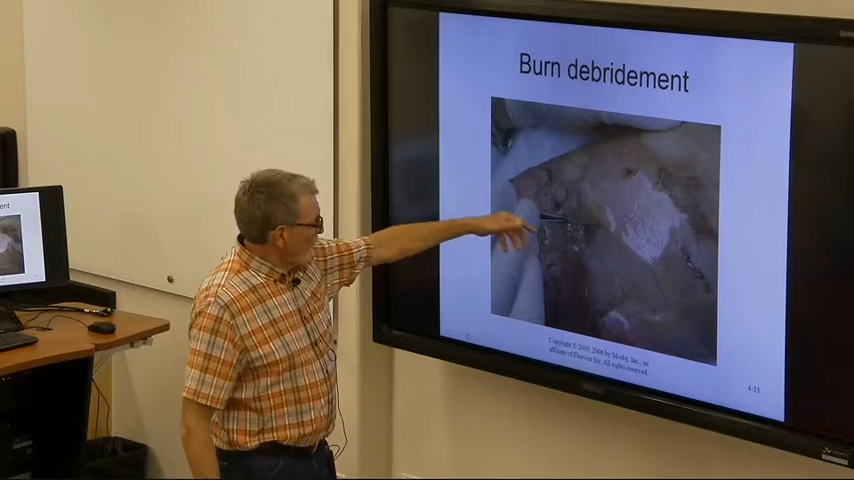 Burn debridement
Copyright © 2009, 2006 by Mosby, Inc., an
affiliate of Elsevier Inc. All rights reserved.
4-33